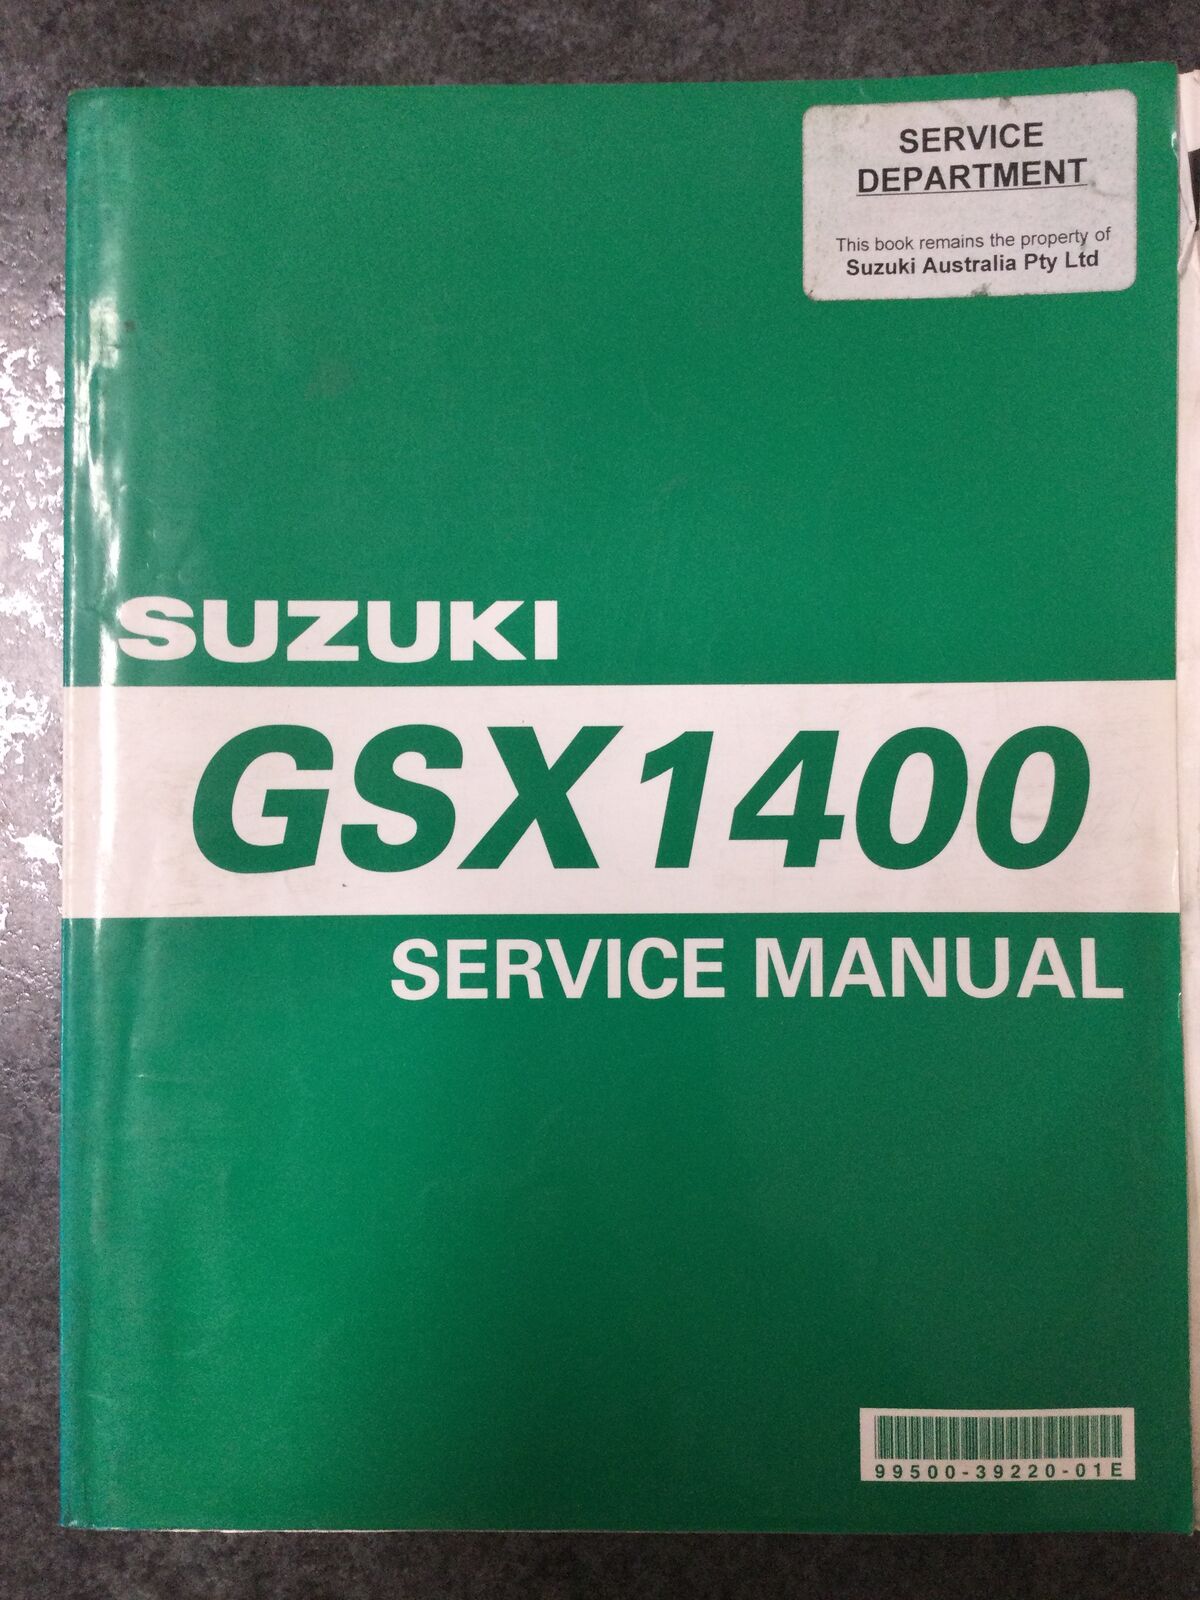 SERVICE
DEPARTMENT
This book remains the property of
Suzuki Australia Pty Ltd
SUZUKI
GSX1400
SERVICE MANUAL
99500-39220-01E